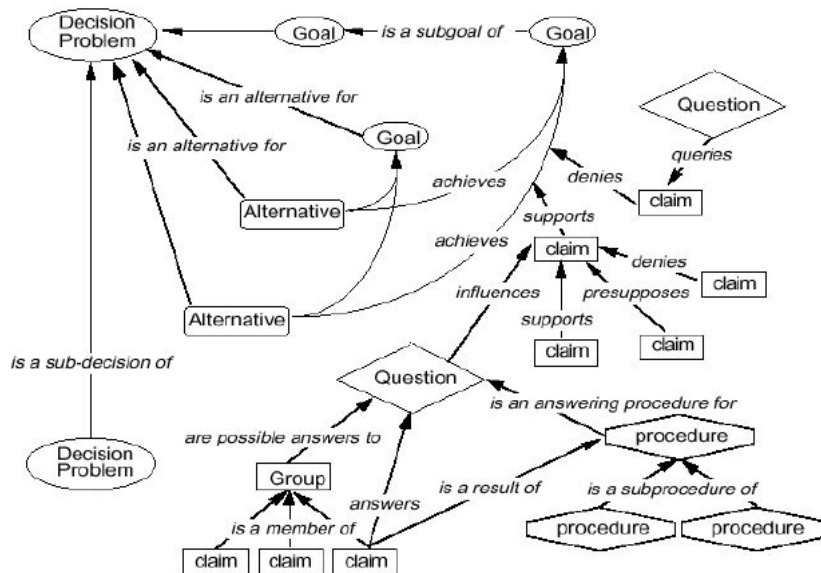 Decision
Problem
Goal
is a subgoal of
Goal
is an alternative for
Question
Goal
is an alternative for
queries
achieves
denies
claim
Alternative
supports
achieves
claim
denies
claim
influences
presupposes
Alternative
supports
claim
claim
is a sub-decision of
Question
is an answering procedure for
are possible answers to
procedure
Decision
Problem
Group
answers
is a result of
is a subprocedure of
is a member of
procedure
procedure
claim
claim
claim